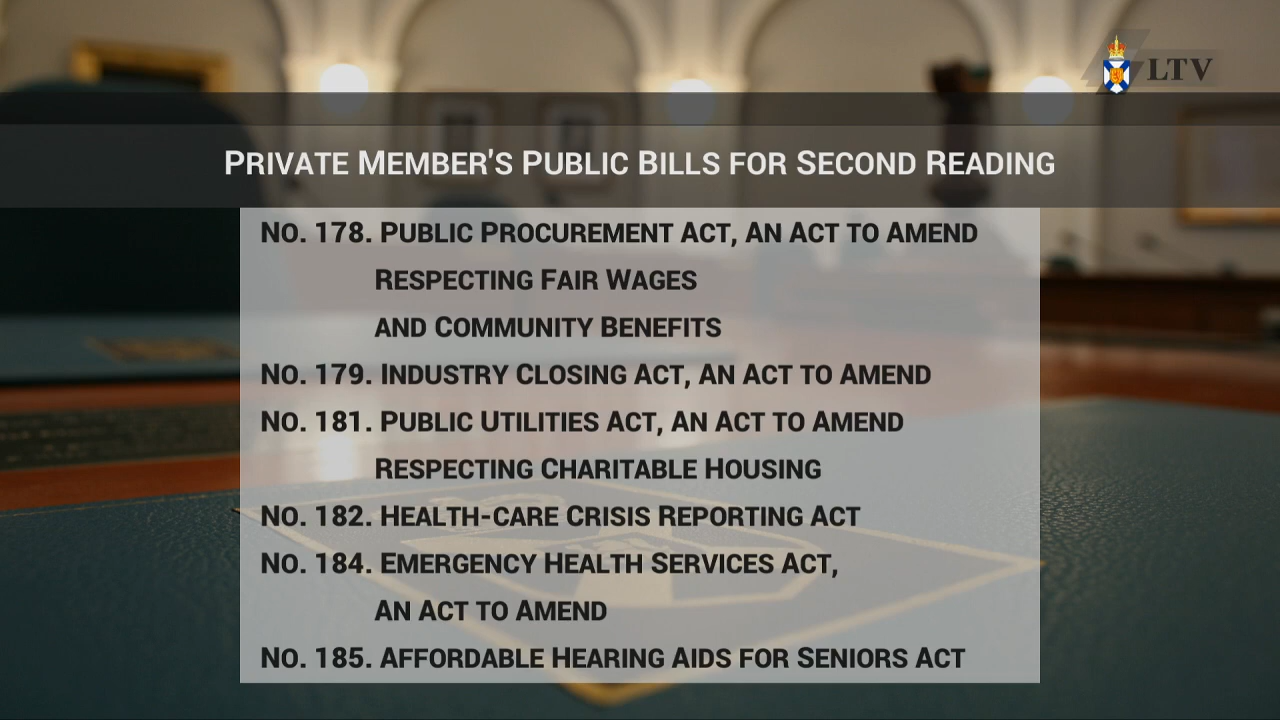 LTV
PRIVATE MEMBER'S PUBLIC BILLS FOR SECOND READING
NO. 178. PUBLIC PROCUREMENT ACT, AN ACT TO AMEND
RESPECTING FAIR WAGES
AND COMMUNITY BENEFITS
NO. 179. INDUSTRY CLOSING ACT, AN ACT TO AMEND
NO. 181. PUBLIC UTILITIES ACT, AN ACT TO AMEND
RESPECTING CHARITABLE HOUSING
NO. 182. HEALTH-CARE CRISIS REPORTING ACT
NO. 184. EMERGENCY HEALTH SERVICES ACT,
AN ACT TO AMEND
NO. 185. AFFORDABLE HEARING AIDS FOR SENIORS ACT